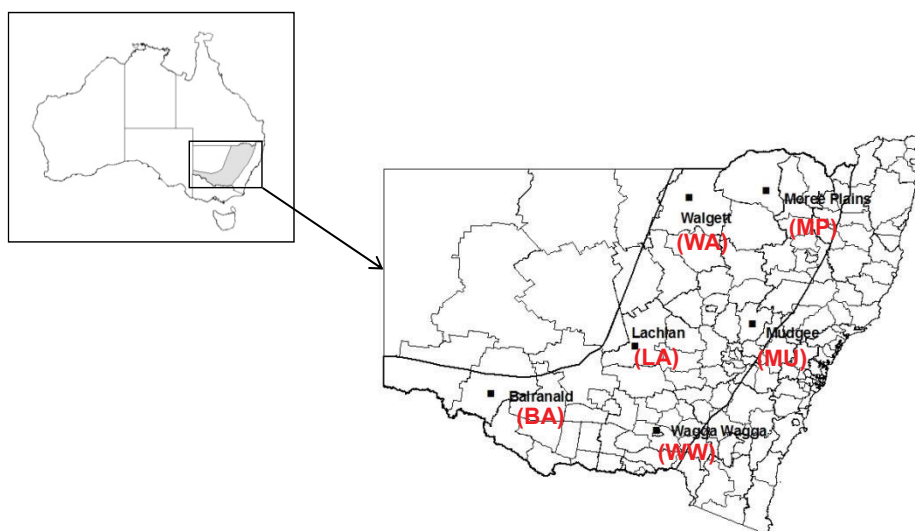 Moree Plains
(MP)
Walgett
(WA)
Lachlan
(LA)
Mudgee
(MU)
Balranald
(BA)
Wagga Wagga
(WW)